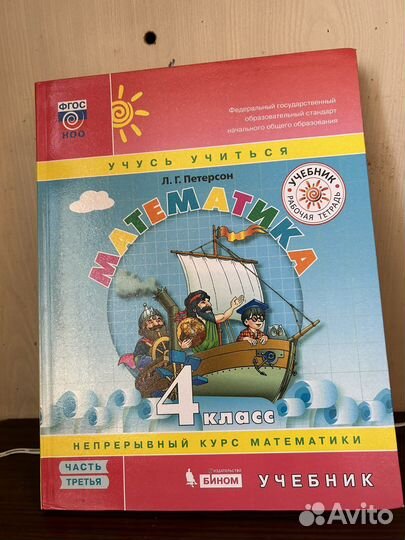 ФГОС
НОО
Федеральный государственный
образовательный стандарт
начального общего образования
УЧУСЬ УЧИТЬСЯ
Л. Г. Петерсон
УЧЕБНИК
РАБОЧАЯ ТЕТРАДЬ
МАТЕМАТИКА
4 класс
НЕПРЕРЫВНЫЙ КУРС МАТЕМАТИКИ
ЧАСТЬ
ТРЕТЬЯ
ИЗДАТЕЛЬСТВО
БИНОМ
УЧЕБНИК
Avito